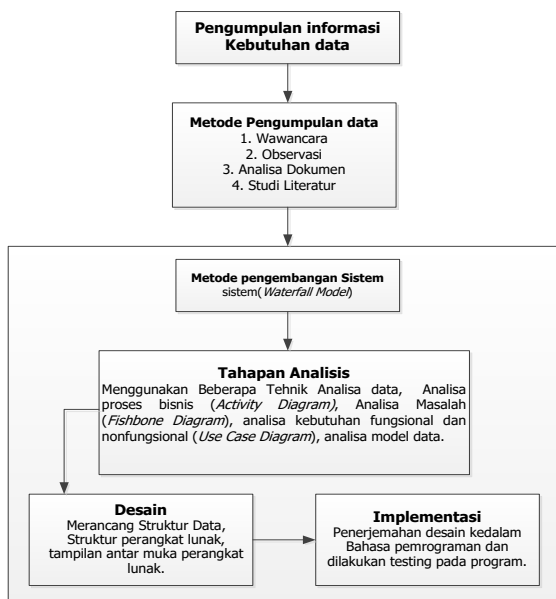 Pengumpulan informasi
Kebutuhan data
Metode Pengumpulan data
1. Wawancara
2. Observasi
3. Analisa Dokumen
4. Studi Literatur
Metode pengembangan Sistem
sistem(Waterfall Model)
Tahapan Analisis
Menggunakan Beberapa Tehnik Analisa data, Analisa
proses bisnis (Activity Diagram), Analisa Masalah
(Fishbone Diagram), analisa kebutuhan fungsional dan
nonfungsional (Use Case Diagram), analisa model data.
Desain
Merancang Struktur Data,
Struktur perangkat lunak,
tampilan antar muka perangkat
lunak.
Implementasi
Penerjemahan desain kedalam
Bahasa pemrograman dan
dilakukan testing pada program.